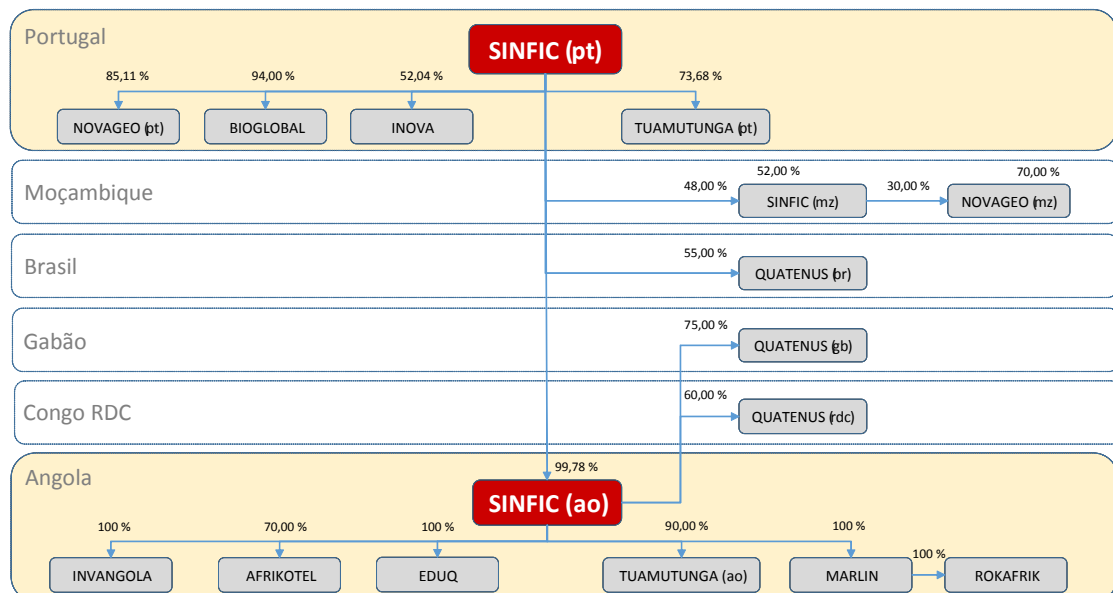 Portugal
SINFIC (pt)
85,11 %
94,00 %
52,04 %
73,68 %
NOVAGEO (pt)
BIOGLOBAL
INOVA
TUAMUTUNGA (pt)
Moçambique
52,00 %
70,00 %
48,00 %
30,00 %
SINFIC (mz)
NOVAGEO (mz)
Brasil
55,00 %
QUATENUS (br)
Gabão
75,00 %
QUATENUS (gb)
Congo RDC
60,00 %
QUATENUS (rdc)
Angola
99,78 %
SINFIC (ao)
100 %
70,00 %
100 %
90,00 %
100 %
100 %
INVANGOLA
AFRIKOTEL
EDUQ
TUAMUTUNGA (ao)
MARLIN
ROKAFRIK